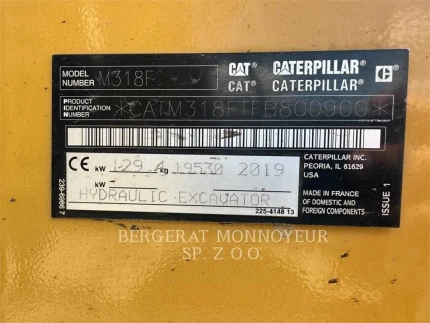 MODEL NUMBER M318F
CAT CATERPILLAR C
CAT® CATERPILLAR®
PRODUCT IDENTIFICATION NUMBER *CATM318FTFB800900*
CE 129.4 kW 19530 kg 2019
kW
HYDRAULIC EXCAVATOR
239-6986 7
225-4148 13
CATERPILLAR INC.
PEORIA, IL 61629
USA
MADE IN FRANCE
OF DOMESTIC AND
FOREIGN COMPONENTS
ISSUE 1
BERGERAT MONNOYEUR
SP. Z O.O.